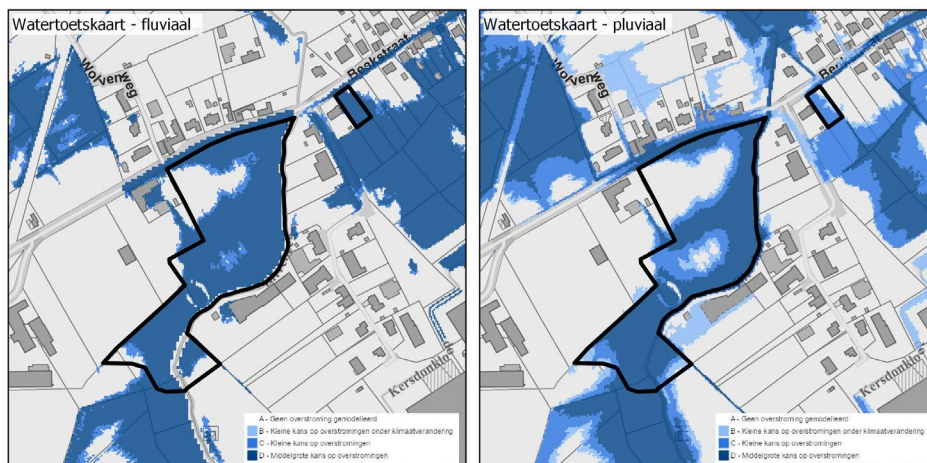 Watertoetskaart - fluviaal
Wolvenweg
Beekstraat
A - Geen overstroming gemodelleerd
B - Kleine kans op overstromingen onder klimaatverandering
C - Kleine kans op overstromingen
D - Middelgrote kans op overstromingen
Watertoetskaart - pluviaal
Wolvenweg
A - Geen overstroming gemodelleerd
B - Kleine kans op overstromingen onder klimaatverandering
C - Kleine kans op overstromingen
D - Middelgrote kans op overstromingen